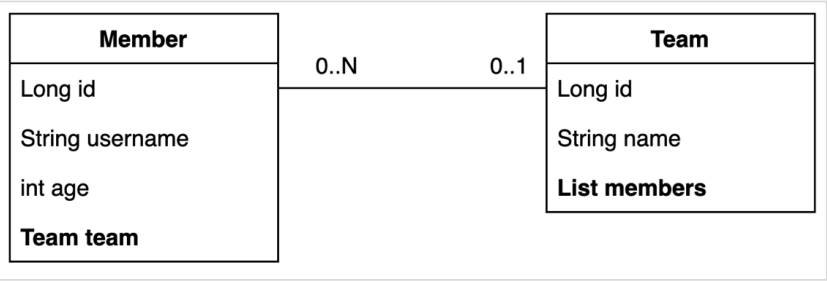 Member
Long id
String username
int age
Team team
0..N
0..1
Team
Long id
String name
List members